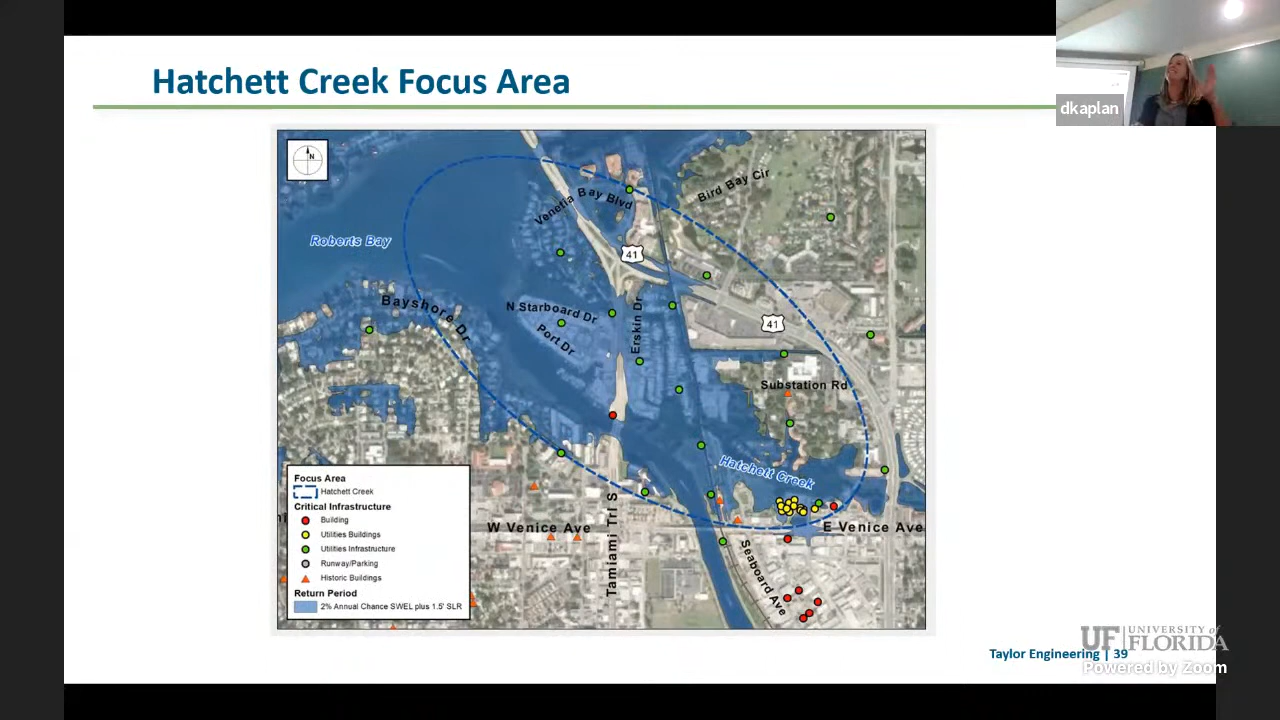 Hatchett Creek Focus Area
dkaplan
N
Roberts Bay
Venetia Bay Blvd
Bird Bay Cir
41
Bayshore Dr
N Starboard Dr
Port Dr
Erskin Dr
41
Substation Rd
Hatchett Creek
W Venice Ave
Tamiami Trl S
E Venice Ave
Seaboard Ave
Focus Area
Hatchett Creek
Critical Infrastructure
Building
Utilities Buildings
Utilities Infrastructure
Runway/Parking
Historic Buildings
Return Period
2% Annual Chance SWEL plus 1.5' SLR
Taylor Engineering | 39
UF UNIVERSITY of FLORIDA
Powered by Zoom